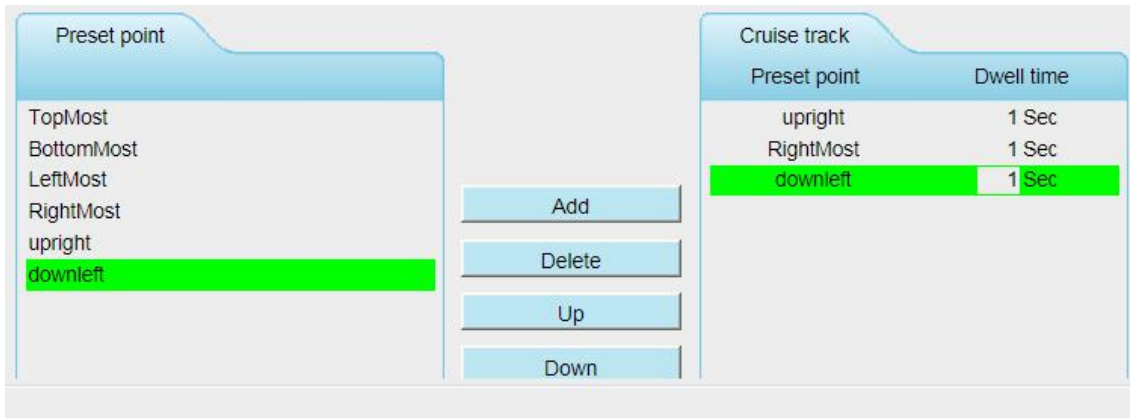 Preset point
TopMost
BottomMost
LeftMost
RightMost
upright
downleft
Add
Delete
Up
Down
Cruise track
Preset point Dwell time
upright 1 Sec
RightMost 1 Sec
downleft 1 Sec